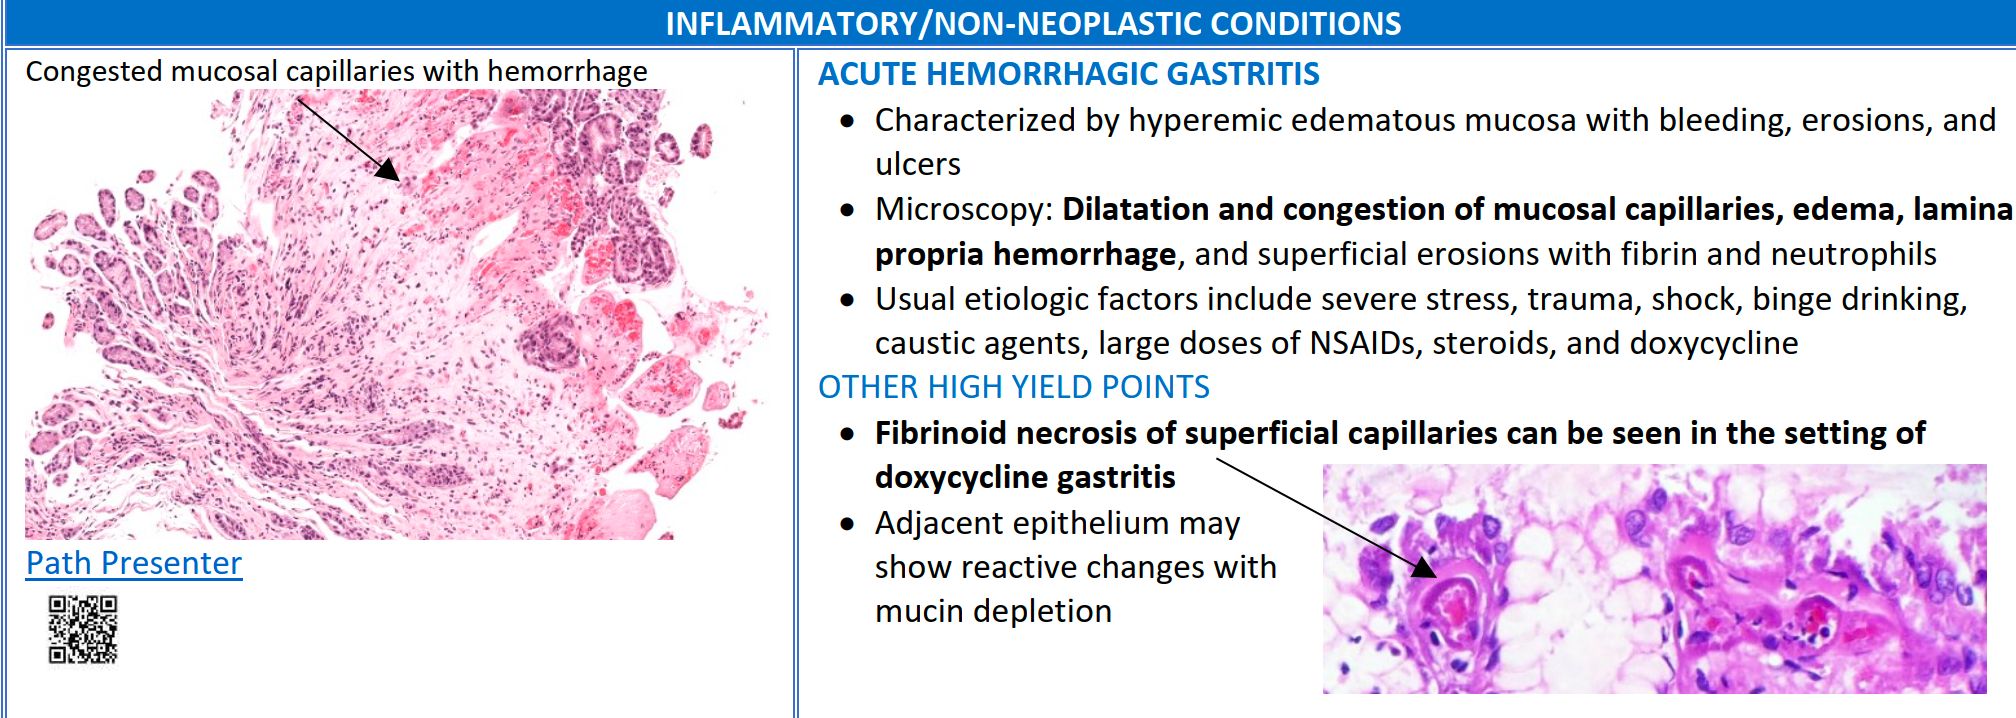 INFLAMMATORY/NON-NEOPLASTIC CONDITIONS
Congested mucosal capillaries with hemorrhage
Path Presenter
ACUTE HEMORRHAGIC GASTRITIS
• Characterized by hyperemic edematous mucosa with bleeding, erosions, and
ulcers
• Microscopy: Dilatation and congestion of mucosal capillaries, edema, lamina
propria hemorrhage, and superficial erosions with fibrin and neutrophils
• Usual etiologic factors include severe stress, trauma, shock, binge drinking,
caustic agents, large doses of NSAIDs, steroids, and doxycycline
OTHER HIGH YIELD POINTS
• Fibrinoid necrosis of superficial capillaries can be seen in the setting of
doxycycline gastritis
• Adjacent epithelium may
show reactive changes with
mucin depletion